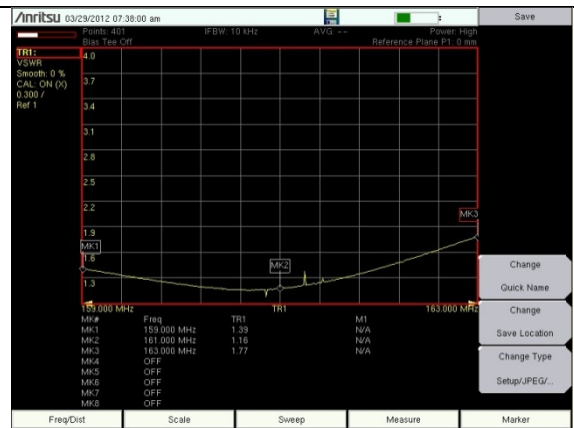 Anritsu 03/29/2012 07:38:00 am
Save
Points: 401 IFBW: 10 kHz AVG: -- Power: High
Bias Tee:Off Reference Plane P1: 0 mm
TR1:
VSWR
Smooth: 0 %
CAL: ON (X)
0.300 /
Ref 1
4.0
3.7
3.4
3.1
2.8
2.5
2.2
MK3
1.9
MK1
1.6
MK2
1.3
159.000 MHz TR1 163.000 MHz
MK# Freq TR1 M1
MK1 159.000 MHz 1.39 N/A
MK2 161.000 MHz 1.16 N/A
MK3 163.000 MHz 1.77 N/A
MK4 OFF
MK5 OFF
MK6 OFF
MK7 OFF
MK8 OFF
Change
Quick Name
Change
Save Location
Change Type
Setup/JPEG/...
Freq/Dist Scale Sweep Measure Marker